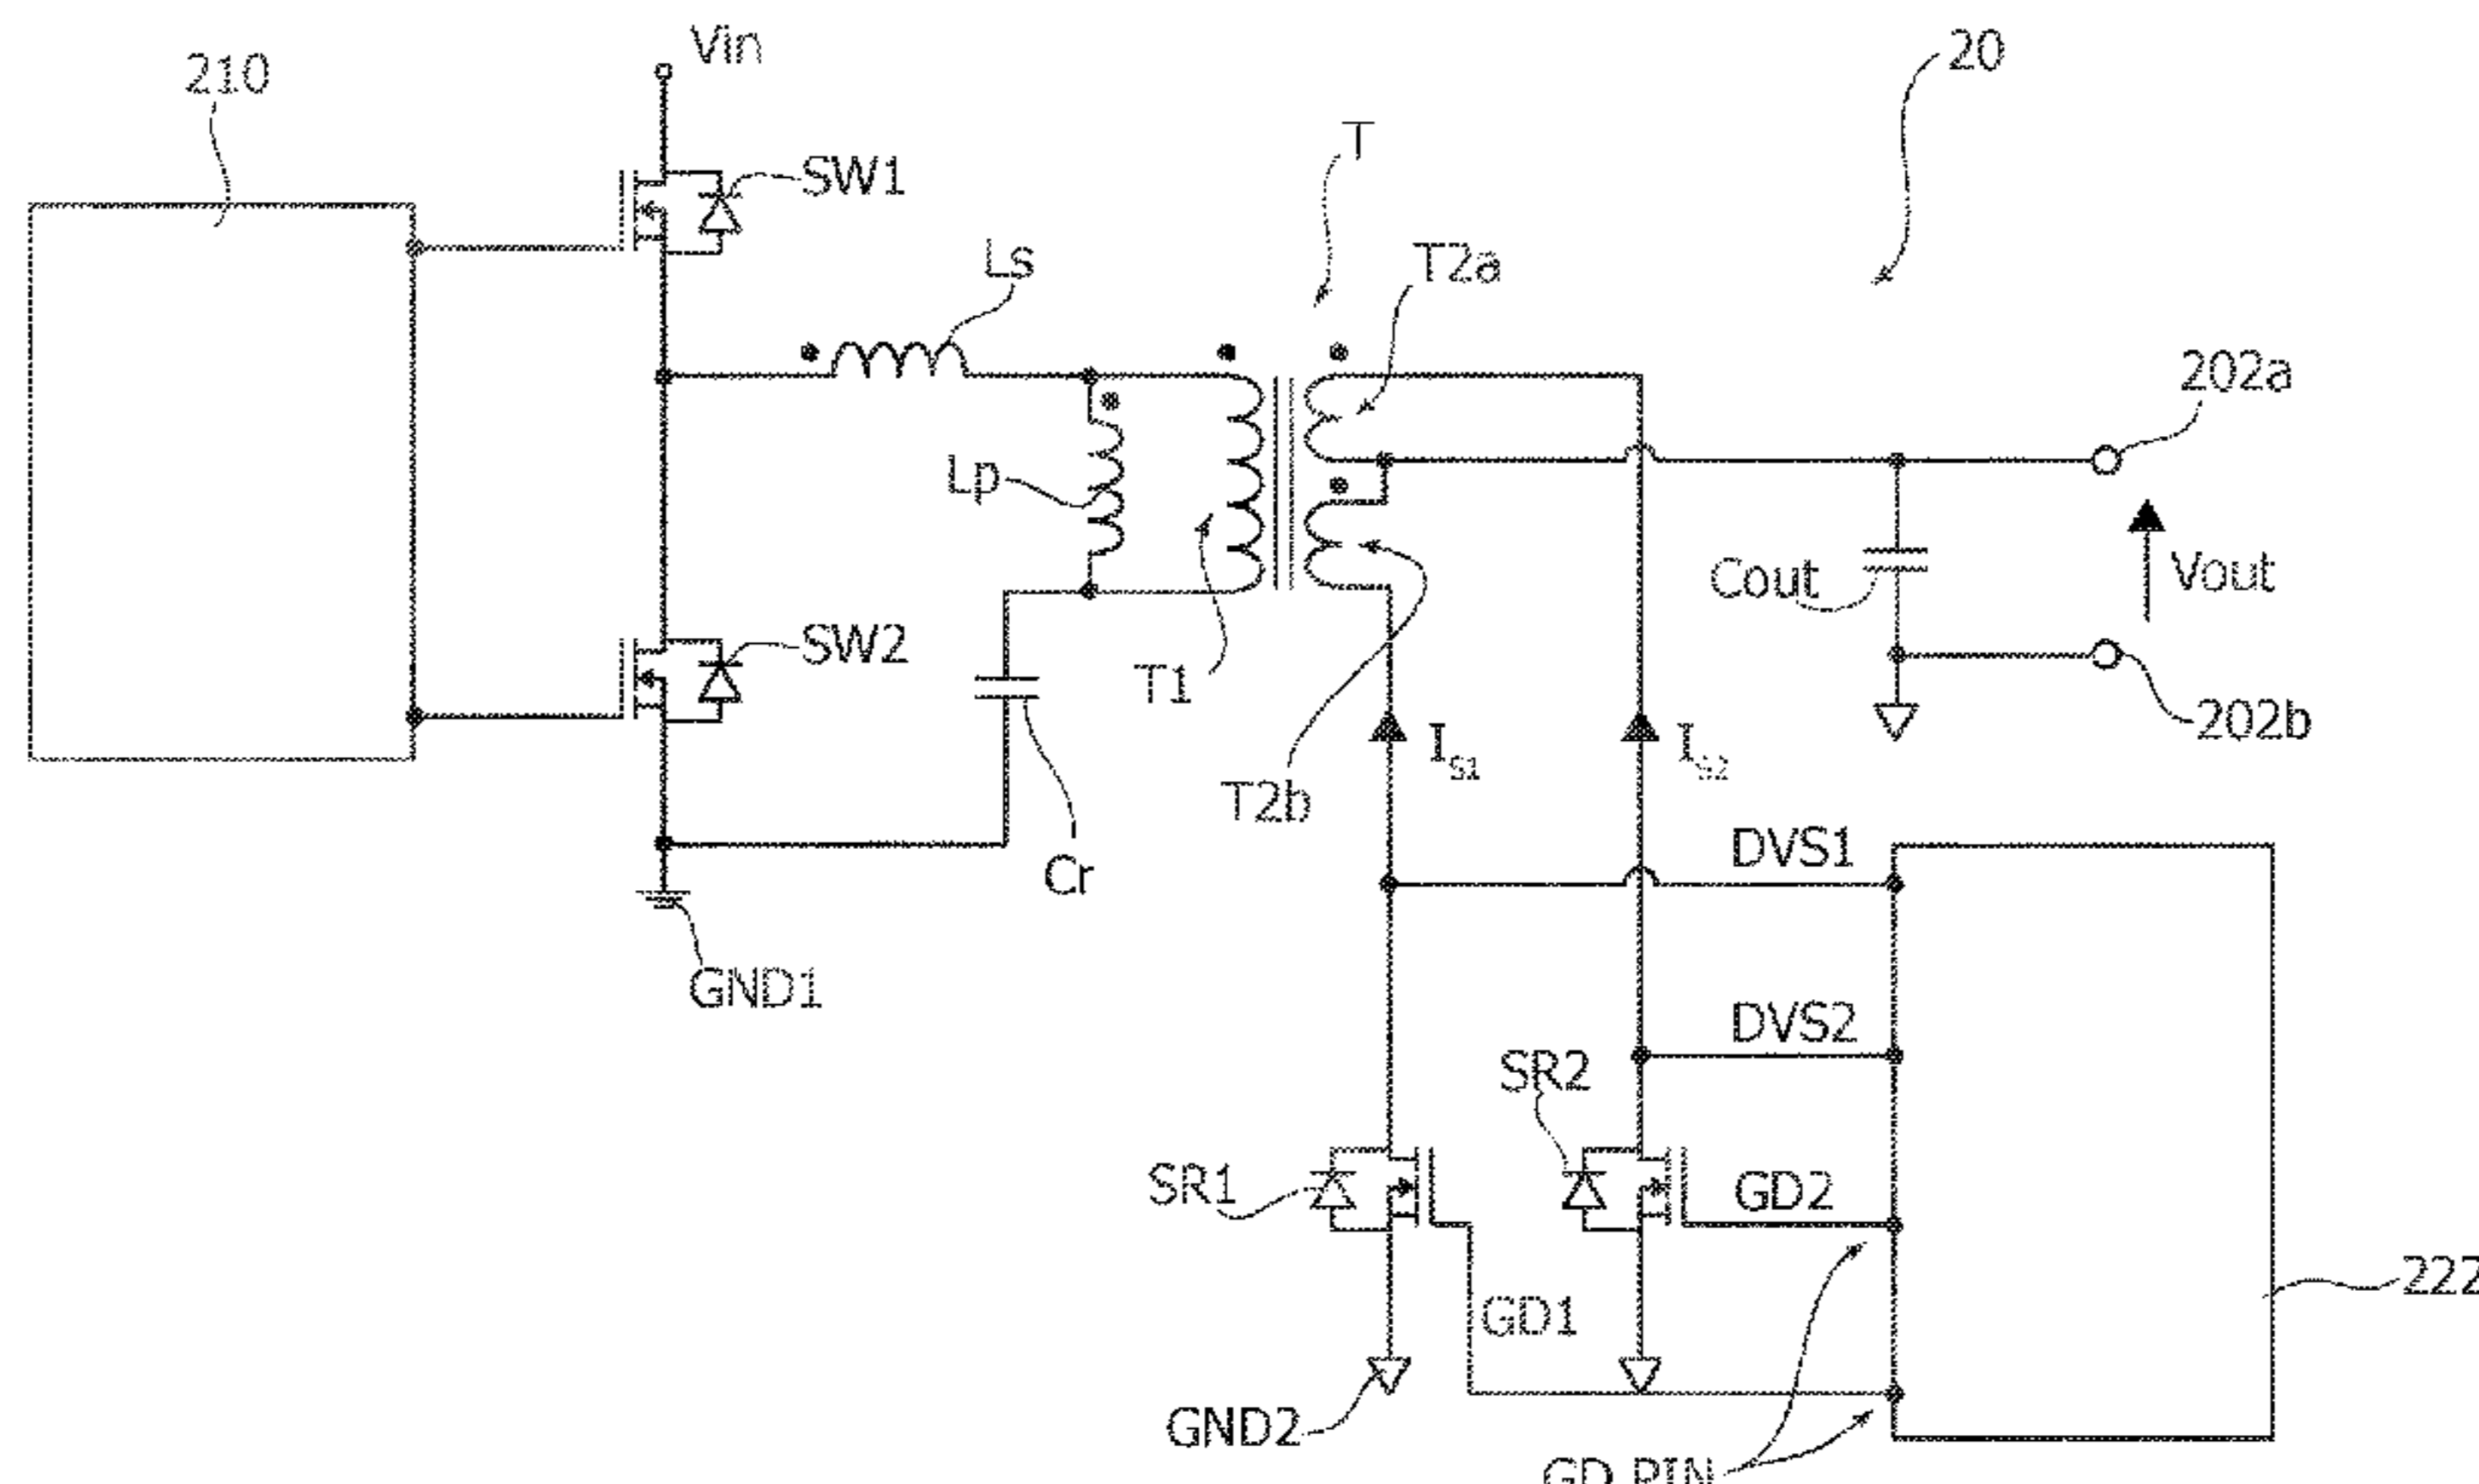 Vin
20
210
T
SW1
Ls
T2a
202a
Lp
Cout
Vout
SW2
T1
202b
IS1
IS2
T2b
DVS1
Cr
GND1
DVS2
SR2
SR1
GD2
222
GD1
GND2
GD PIN